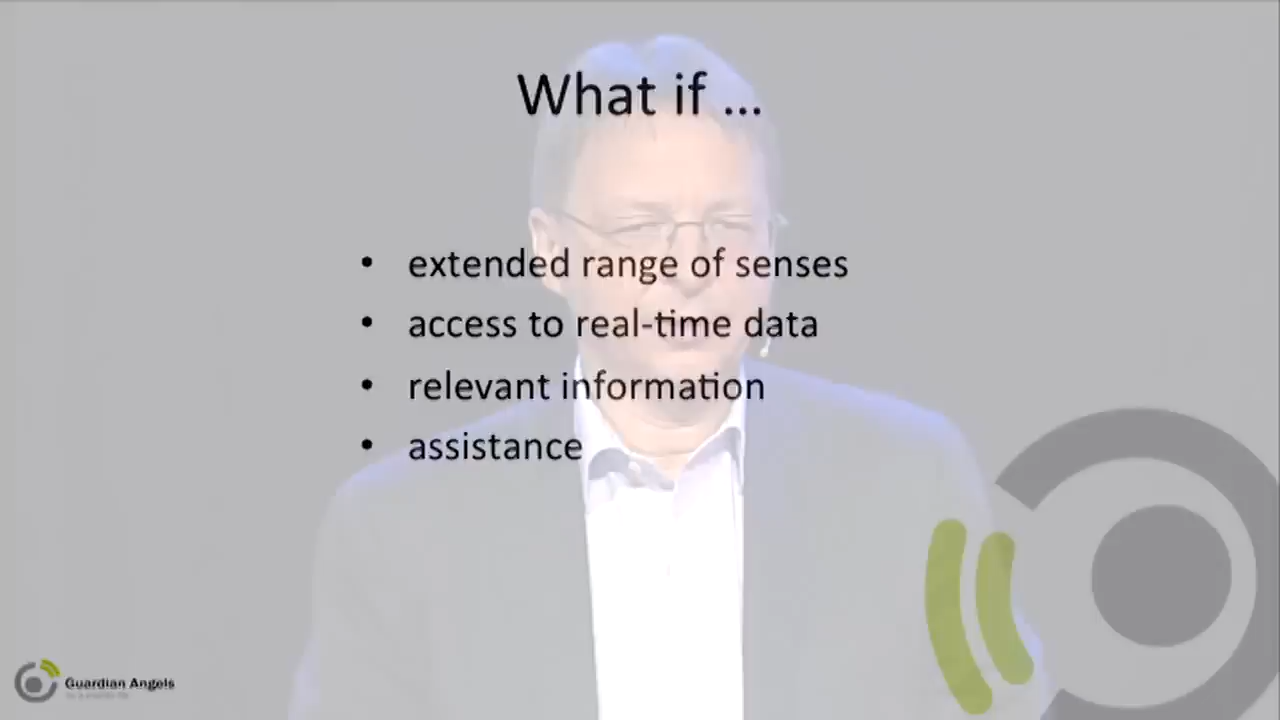 What if ...
• extended range of senses
• access to real-time data
• relevant information
• assistance
Guardian Angels